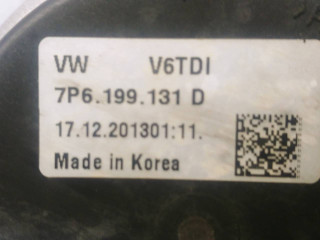 VW V6TDI
7P6.199.131 D
17.12.201301:11.
Made in Korea